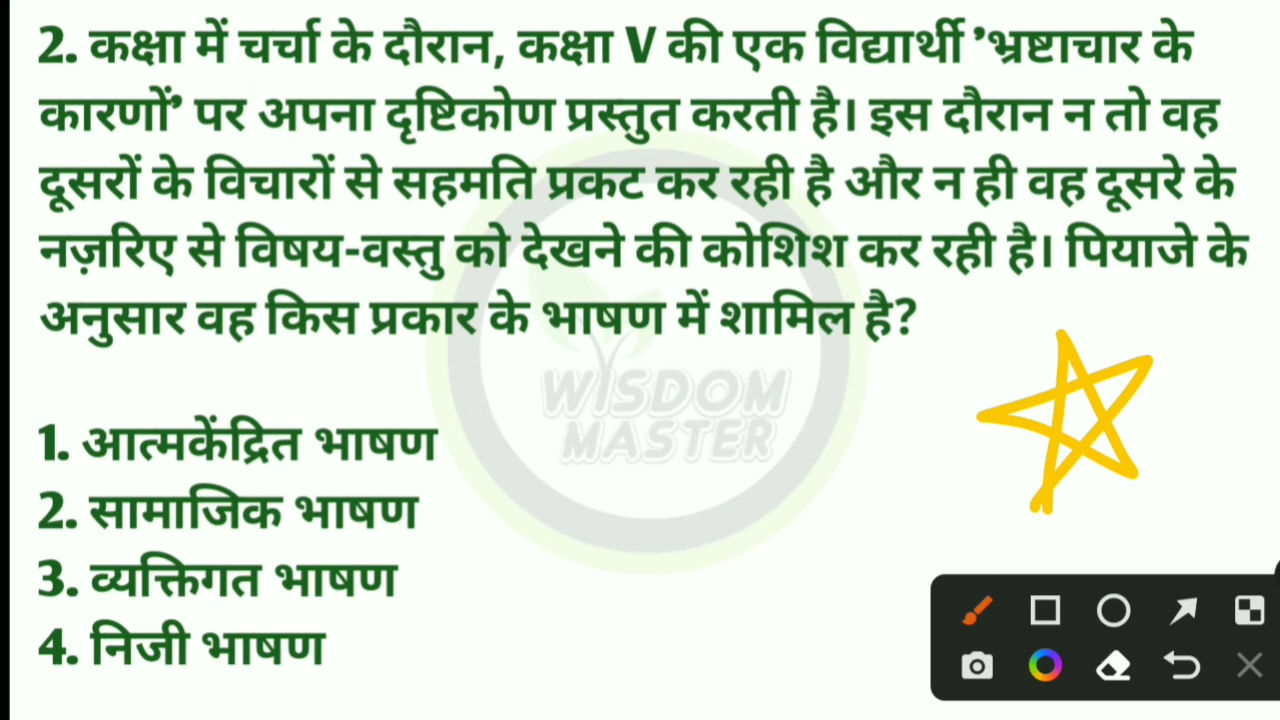 2. कक्षा में चर्चा के दौरान, कक्षा V की एक विद्यार्थी ’भ्रष्टाचार के
कारणों’ पर अपना दृष्टिकोण प्रस्तुत करती है। इस दौरान न तो वह
दूसरों के विचारों से सहमति प्रकट कर रही है और न ही वह दूसरे के
नज़रिए से विषय-वस्तु को देखने की कोशिश कर रही है। पियाजे के
अनुसार वह किस प्रकार के भाषण में शामिल है?
WISDOM
MASTER
1. आत्मकेंद्रित भाषण
2. सामाजिक भाषण
3. व्यक्तिगत भाषण
4. निजी भाषण